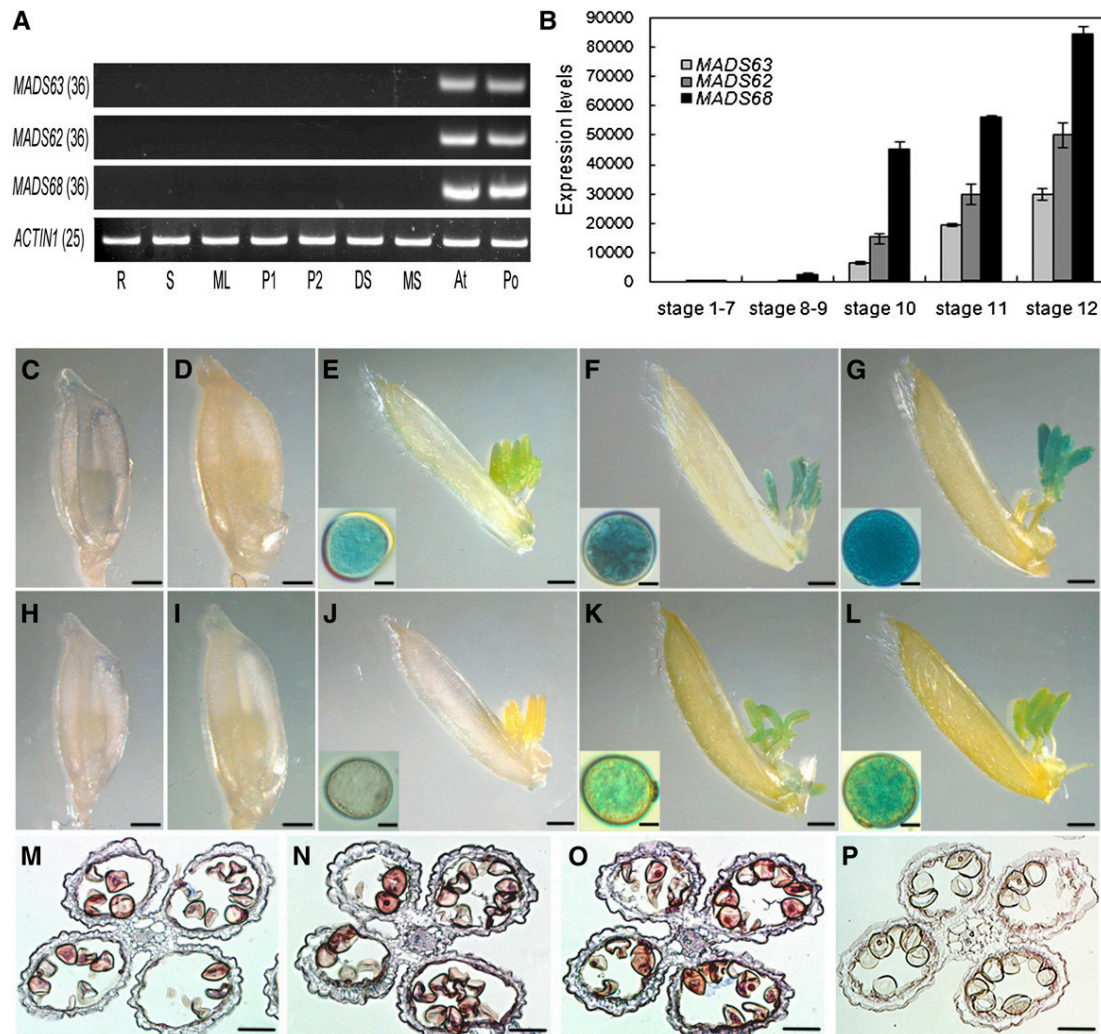 A
MADS63 (36)
MADS62 (36)
MADS68 (36)
ACTIN1 (25)
R S ML P1 P2 DS MS At Po
B
90000
80000
70000
60000
50000
40000
30000
20000
10000
0
Expression levels
MADS63
MADS62
MADS68
stage 1-7 stage 8-9 stage 10 stage 11 stage 12
C D E F G
H I J K L
M N O P